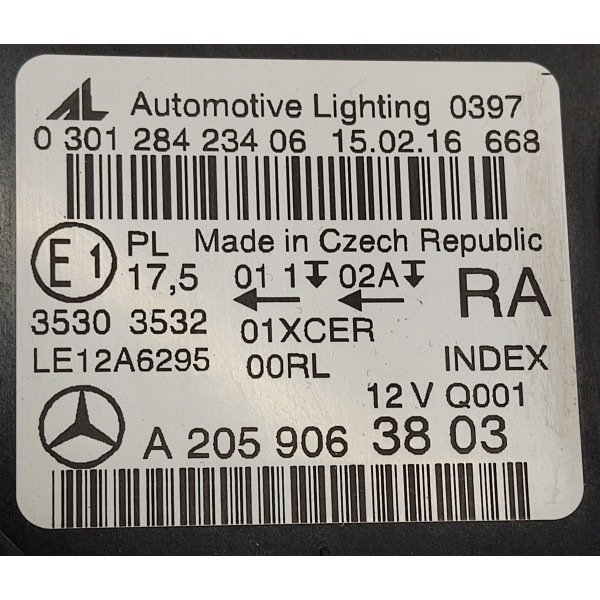 AL Automotive Lighting 0397
0 301 284 234 06 15.02.16 668
E1 PL Made in Czech Republic
17,5 01 1 02A RA
3530 3532 01XCER
LE12A6295 00RL INDEX
12 V Q001
A 205 906 38 03